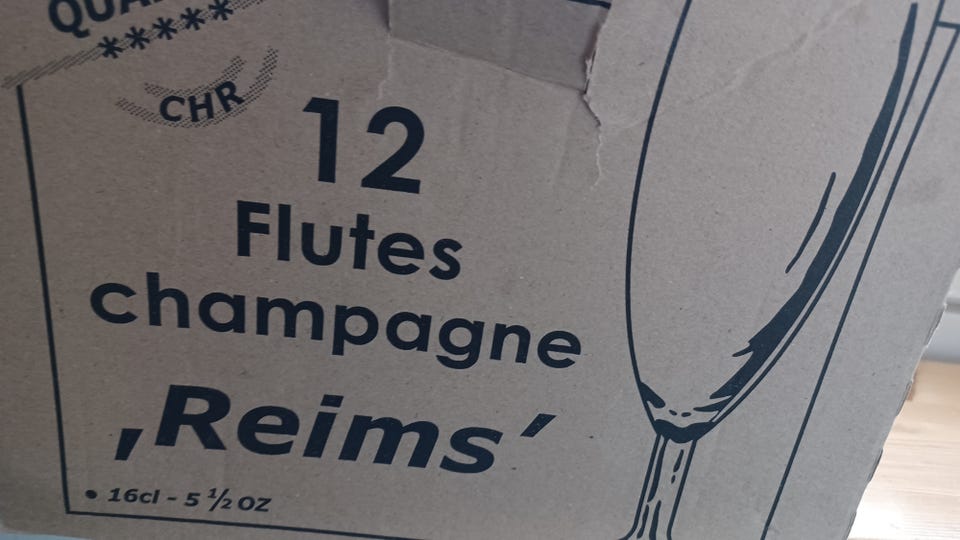 *****
CHR
12
Flutes
champagne
,Reims’
• 16cl - 5 ½ OZ